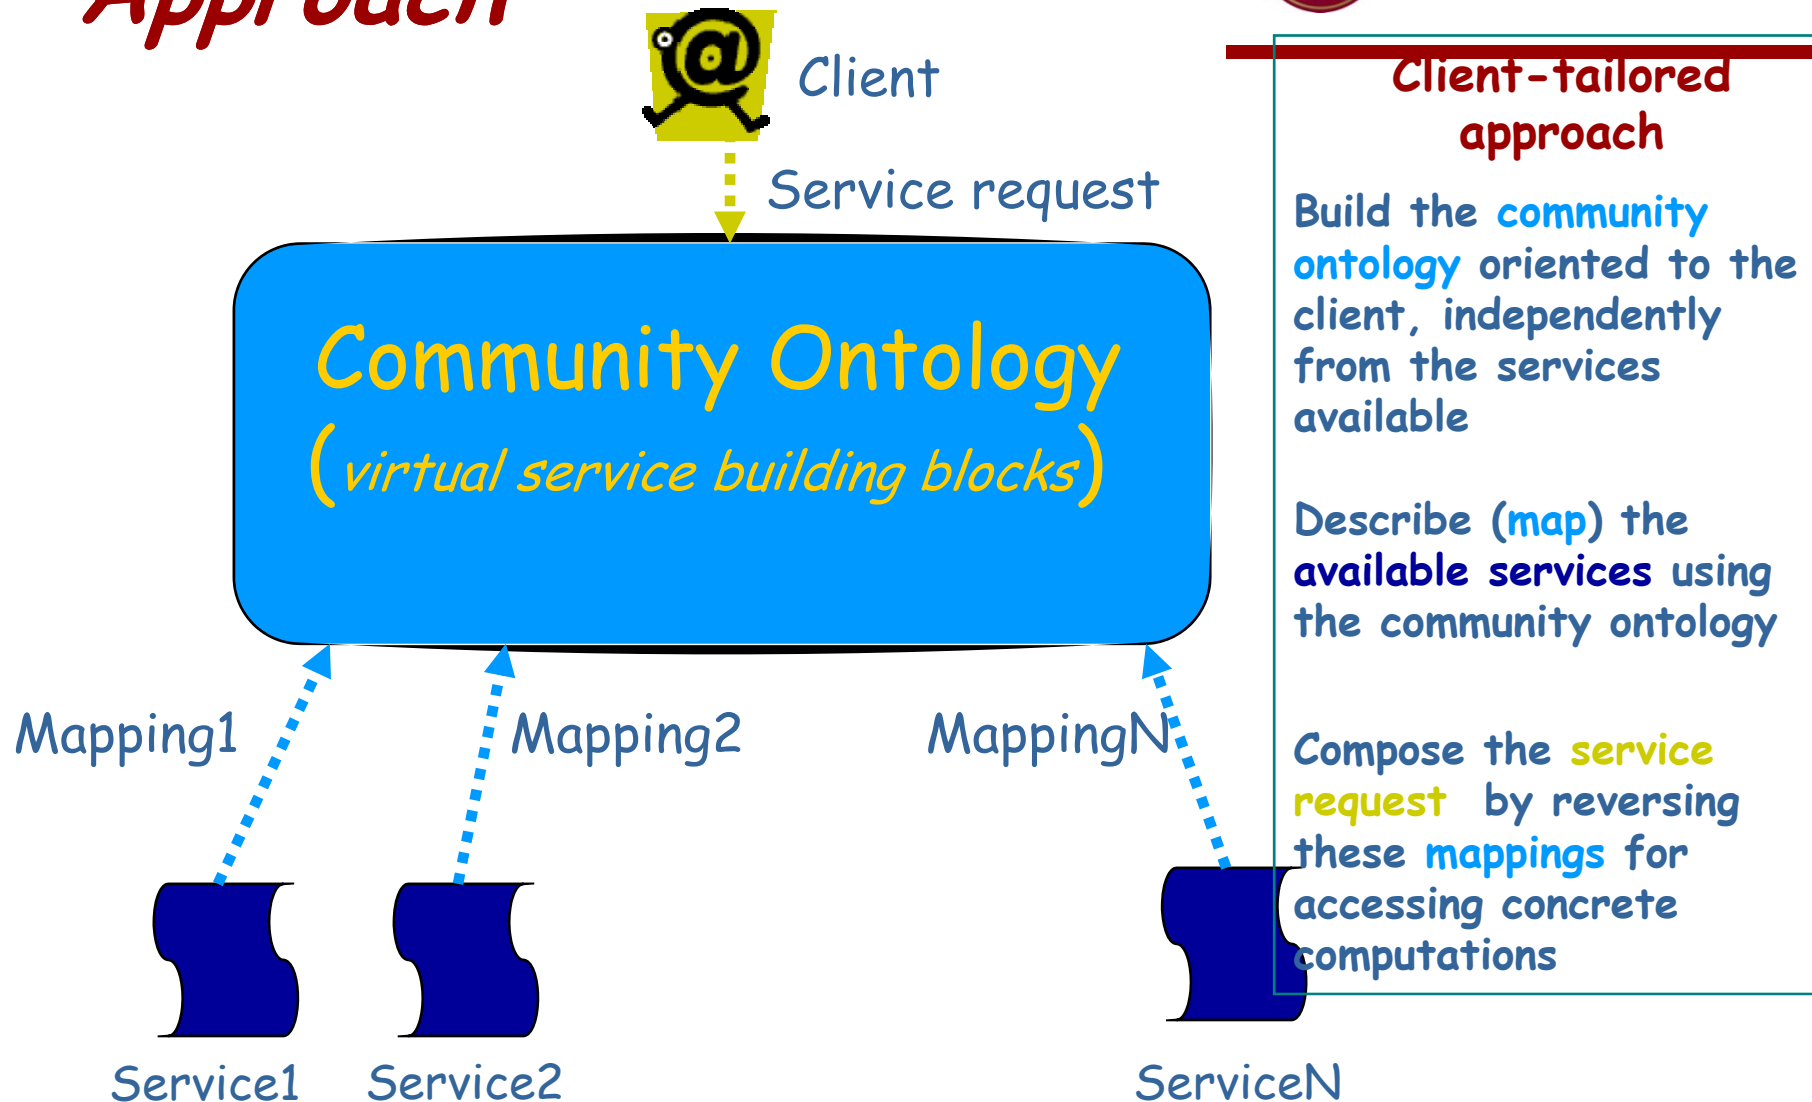 Approach
Client
Service request
Community Ontology
(virtual service building blocks)
Mapping1
Mapping2
MappingN
Service1
Service2
ServiceN
Client-tailored
approach
Build the community
ontology oriented to the
client, independently
from the services
available
Describe (map) the
available services using
the community ontology
Compose the service
request by reversing
these mappings for
accessing concrete
computations